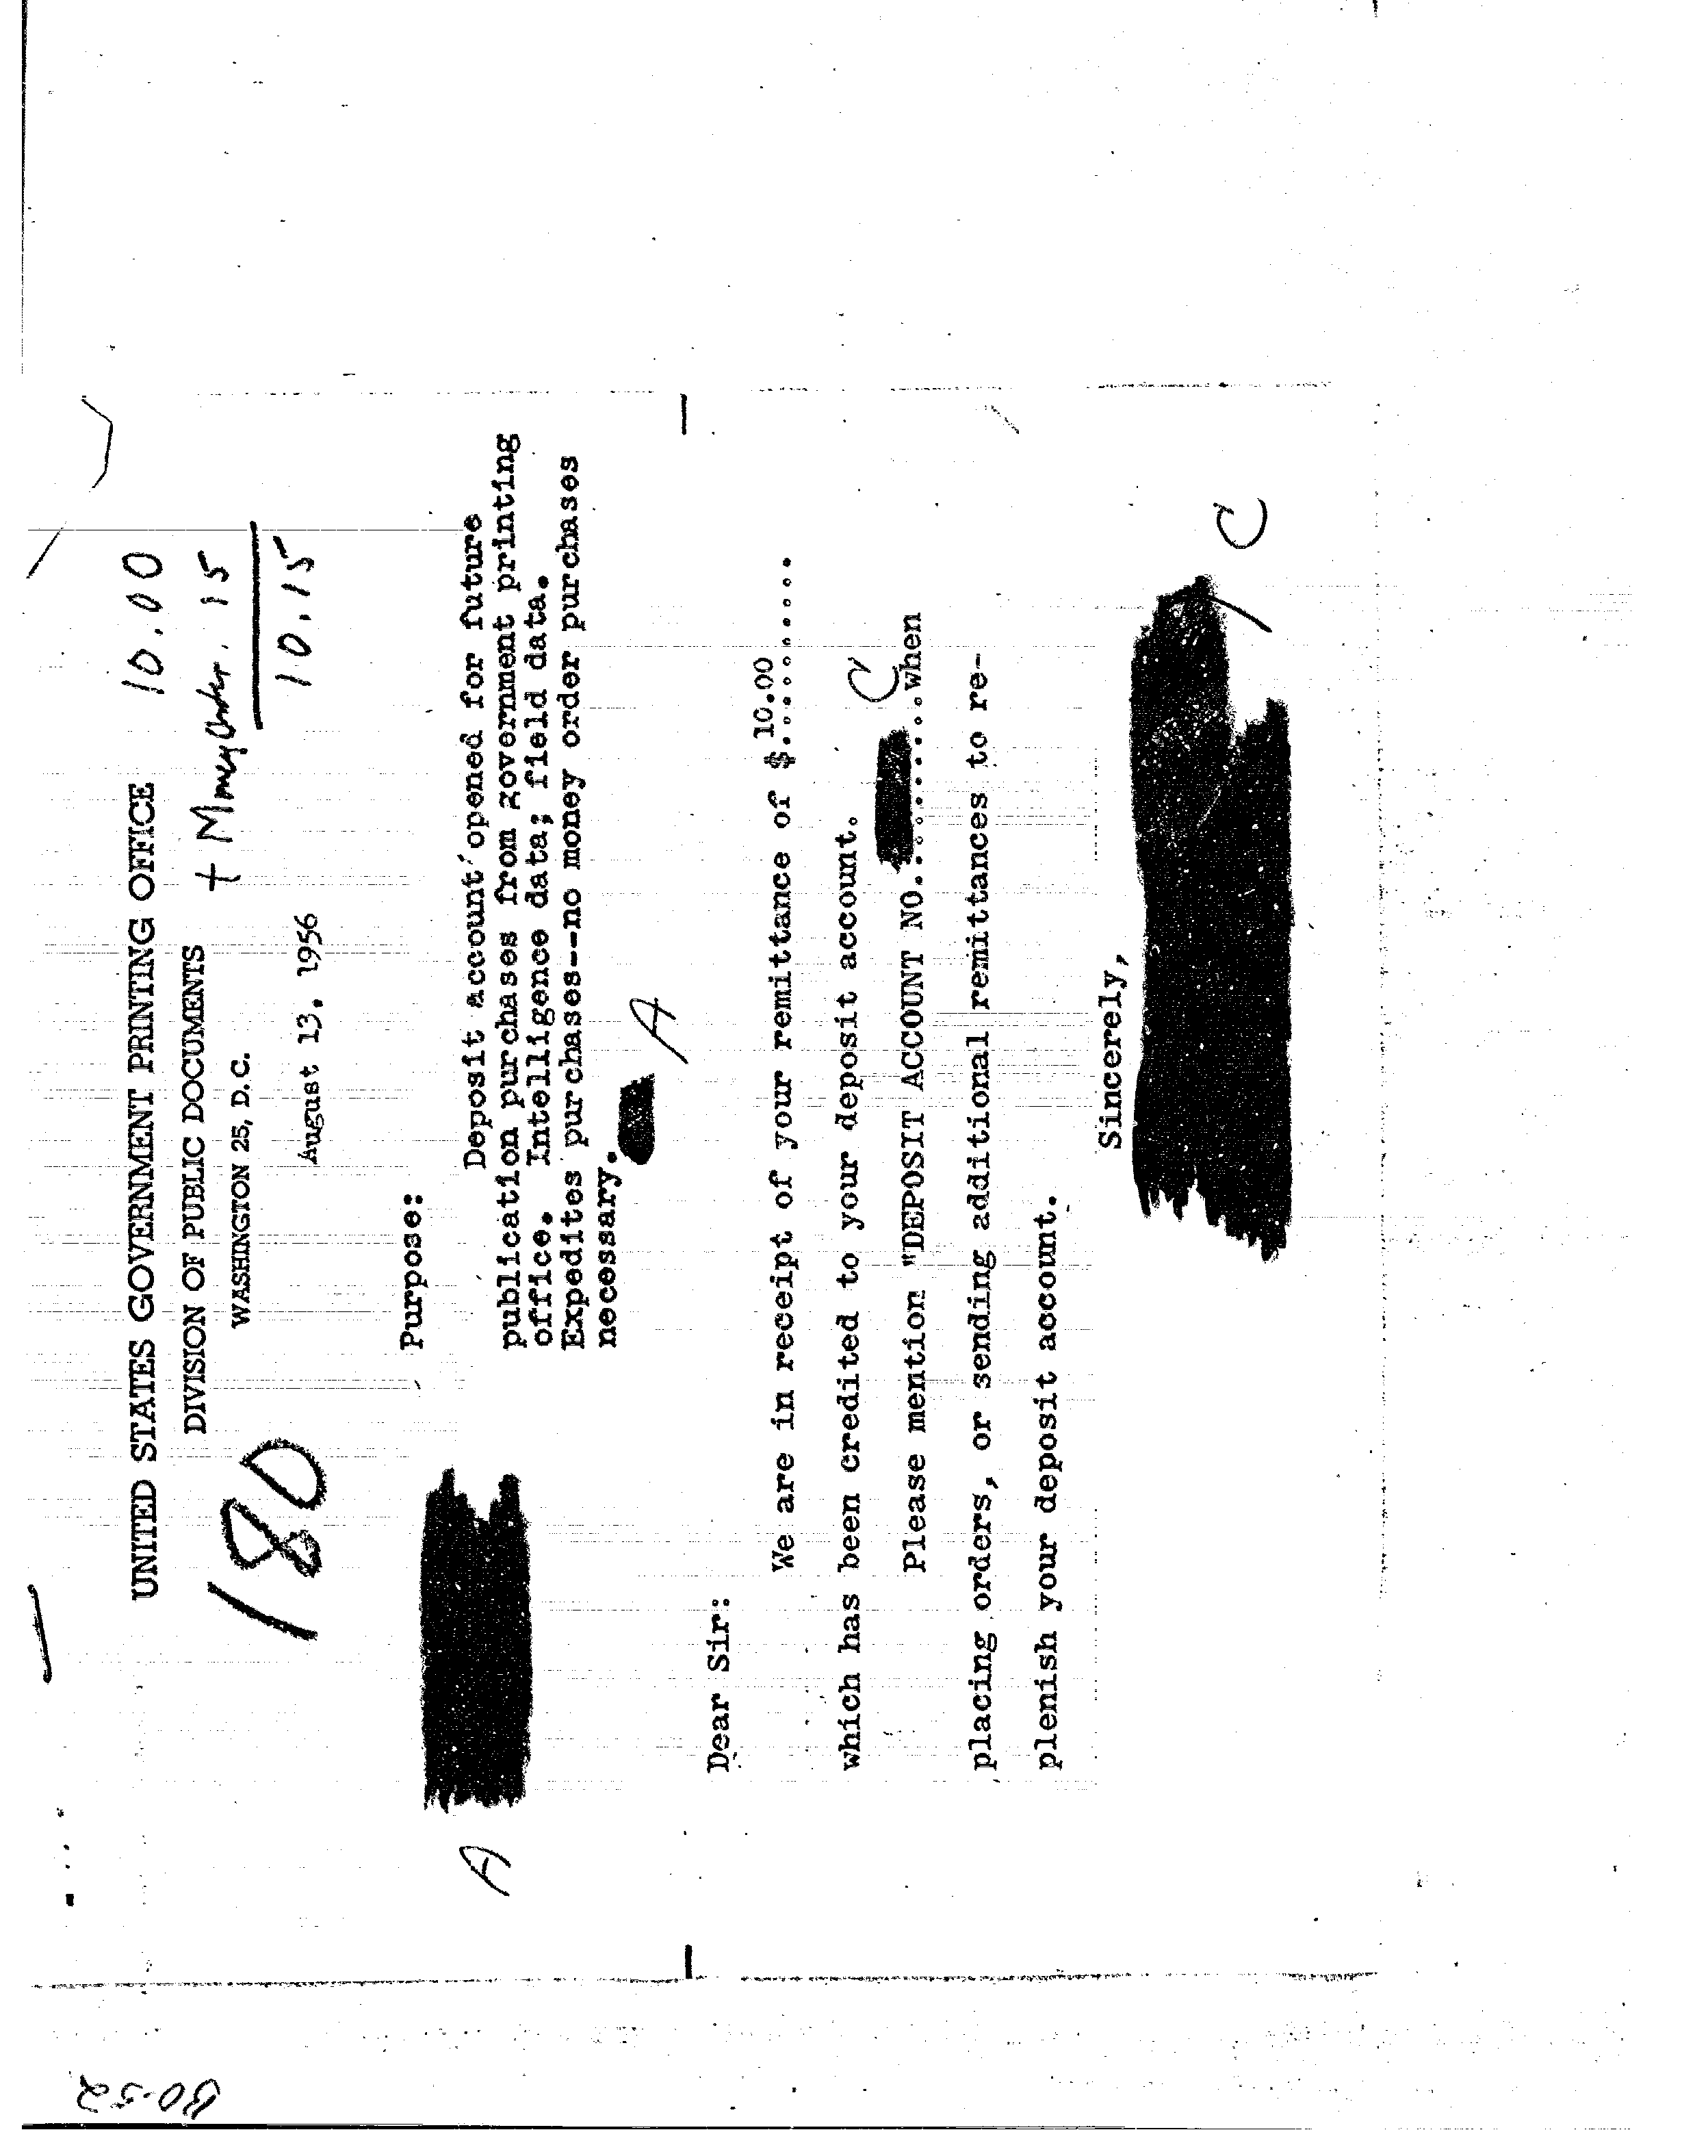 UNITED STATES GOVERNMENT PRINTING OFFICE 10.00
DIVISION OF PUBLIC DOCUMENTS + Money Order .15
WASHINGTON 25, D. C. 10.15
180
August 13, 1956
Purpose:
Deposit account opened for future
publication purchases from government printing
office. Intelligence data; field data.
Expedites purchases--no money order purchases
necessary.
A
A
Dear Sir:
We are in receipt of your remittance of $..10.00..........
which has been credited to your deposit account.
C
Please mention "DEPOSIT ACCOUNT NO...........when
placing orders, or sending additional remittances to re-
plenish your deposit account.
Sincerely,
C
80-52